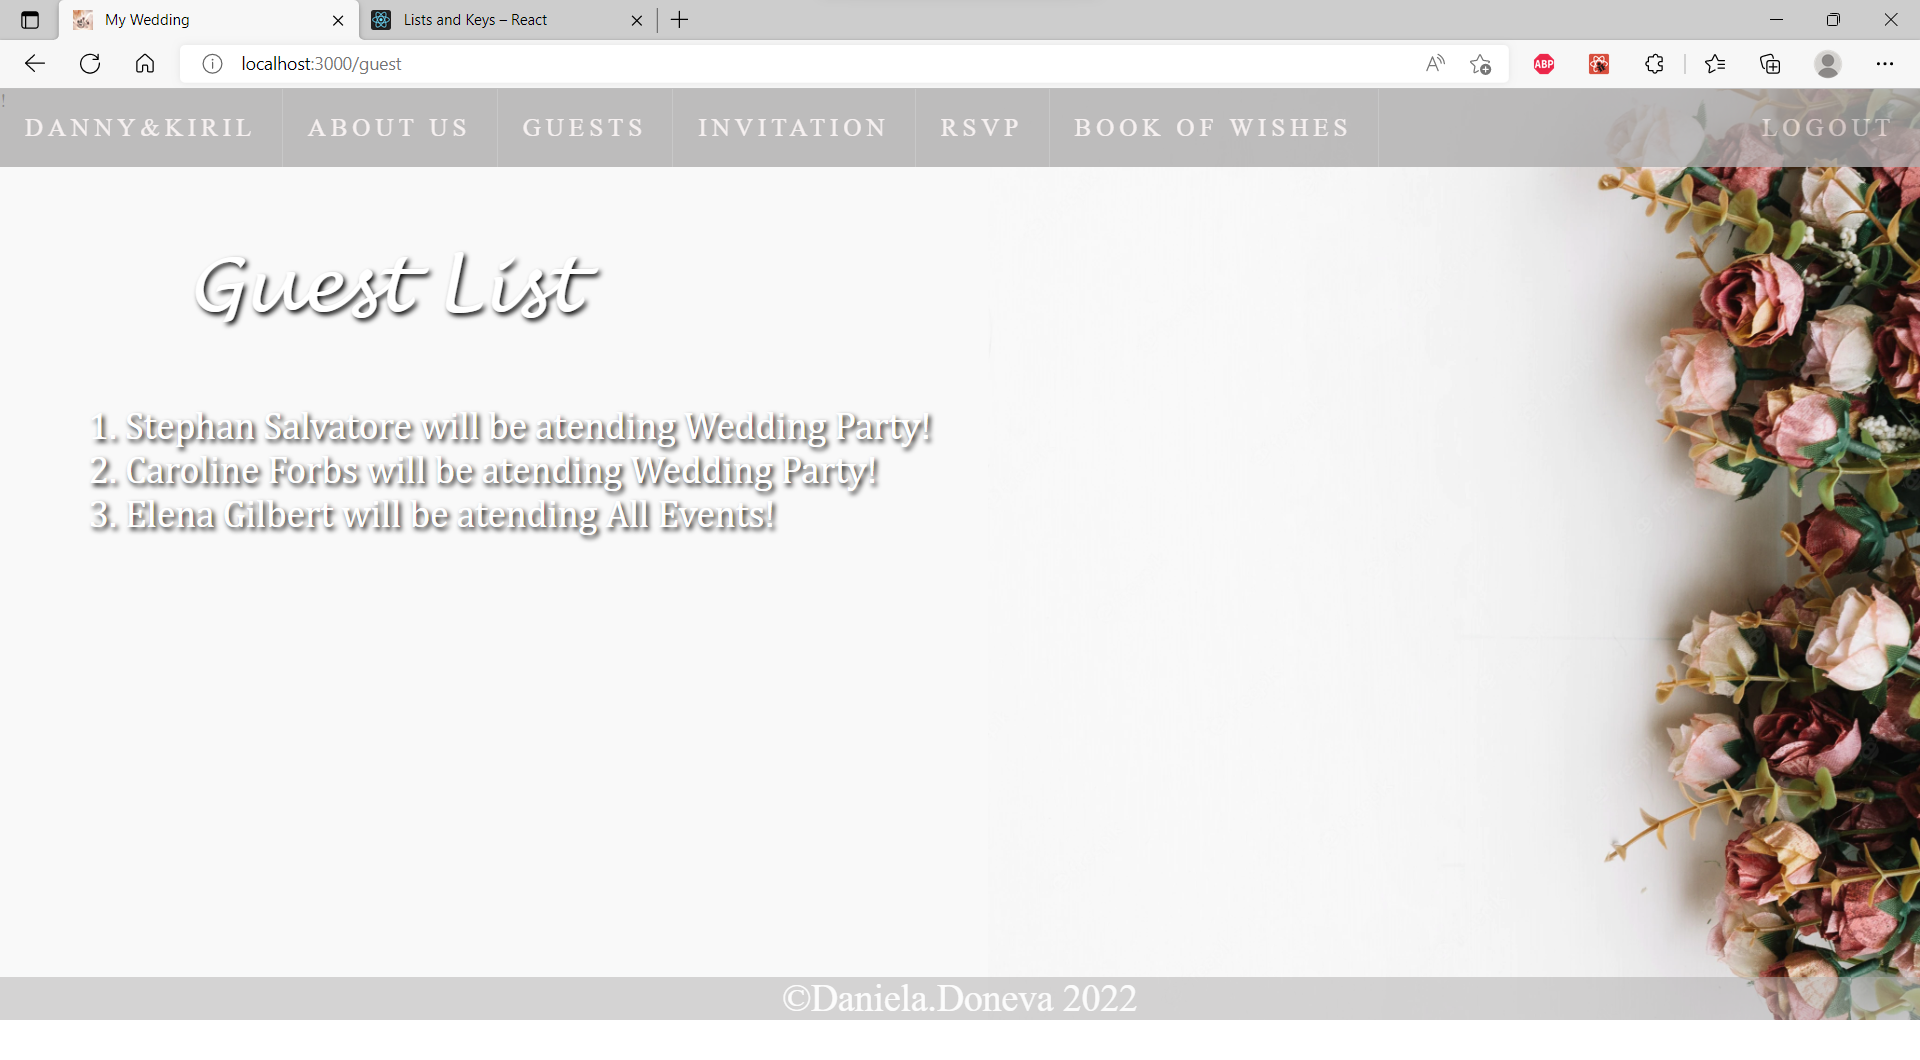 My Wedding
Lists and Keys – React
localhost:3000/guest
ABP
!
DANNY&KIRIL ABOUT US GUESTS INVITATION RSVP BOOK OF WISHES LOGOUT
Guest List
1. Stephan Salvatore will be atending Wedding Party!
2. Caroline Forbs will be atending Wedding Party!
3. Elena Gilbert will be atending All Events!
©Daniela.Doneva 2022